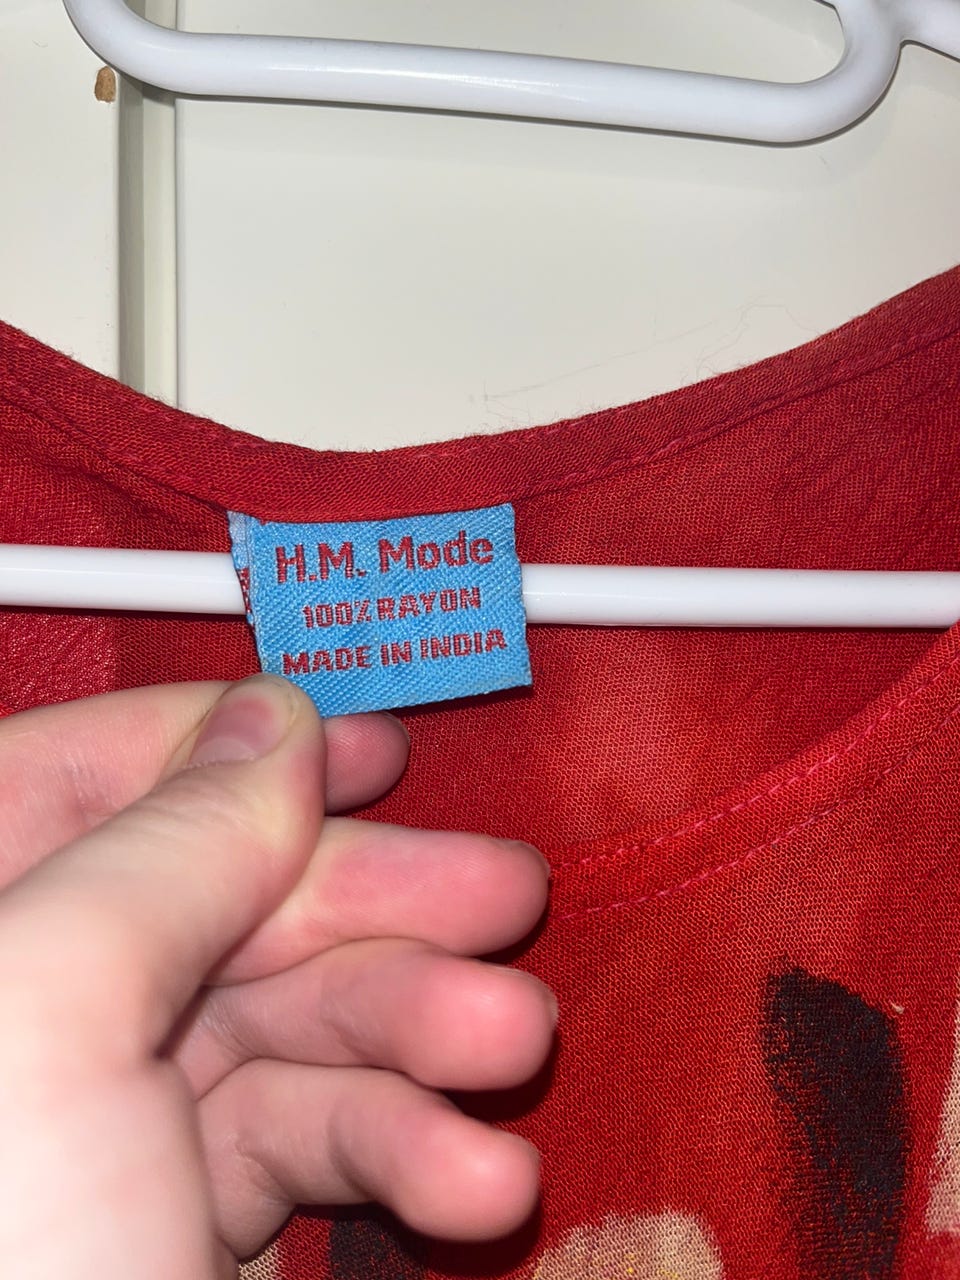 H.M. Mode
100% RAYON
MADE IN INDIA